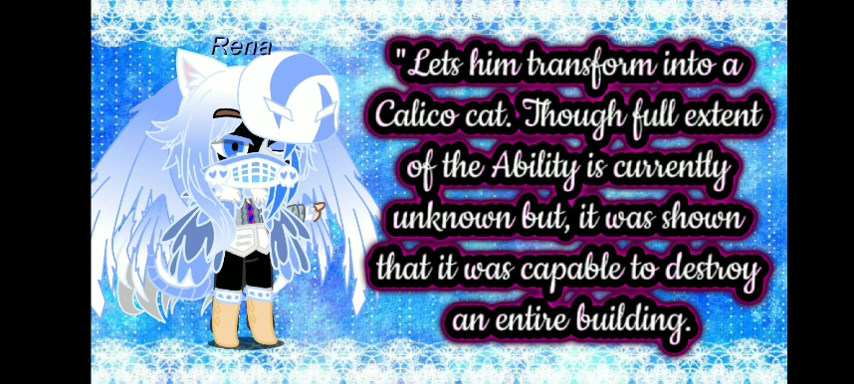 Rena
"Lets him transform into a
Calico cat. Though full extent
of the Ability is currently
unknown but, it was shown
that it was capable to destroy
an entire building.